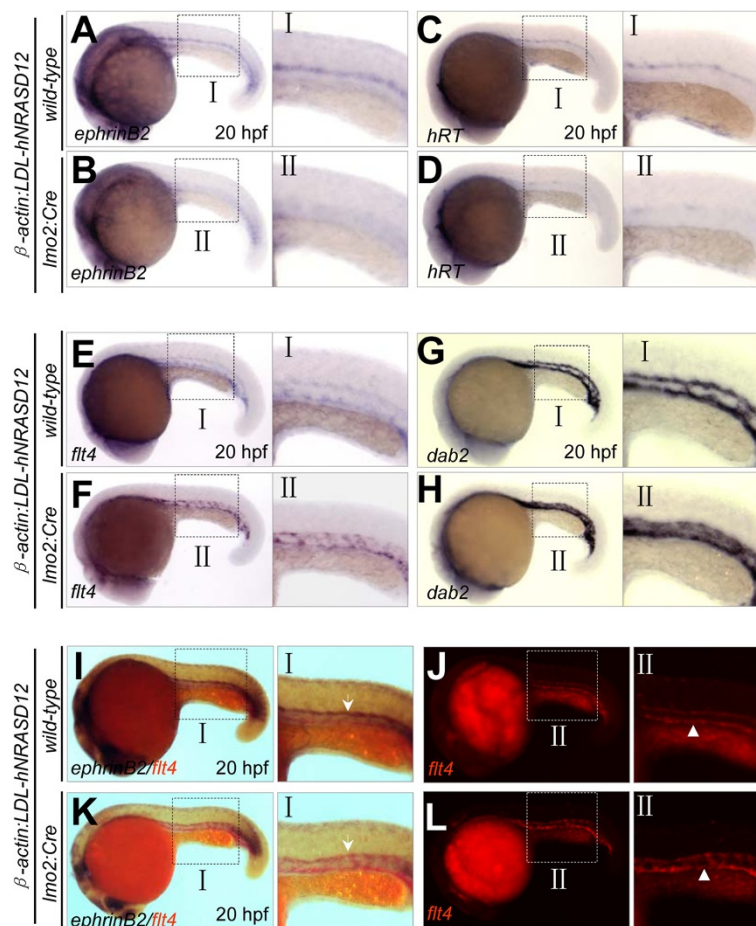 A
I
C
I
β-actin:LDL-hNRASD12
wild-type
I
I
ephrinB2
20 hpf
hRT
20 hpf
lmo2:Cre
B
II
D
II
II
II
ephrinB2
hRT
E
I
G
I
β-actin:LDL-hNRASD12
wild-type
I
I
flt4
20 hpf
dab2
20 hpf
lmo2:Cre
F
II
H
II
II
II
flt4
dab2
I
I
J
II
β-actin:LDL-hNRASD12
wild-type
I
II
ephrinB2/flt4
20 hpf
flt4
lmo2:Cre
K
I
L
II
I
II
ephrinB2/flt4
20 hpf
flt4